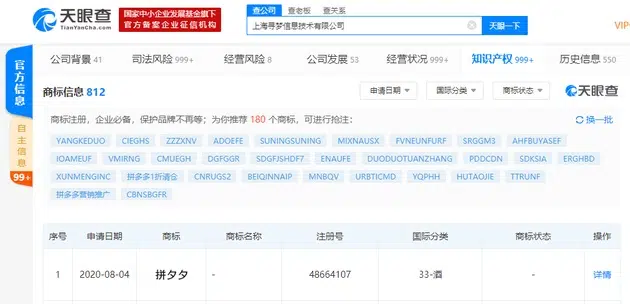 天眼查
TianYanCha.com
国家中小企业发展基金旗下
官方备案企业征信机构
查公司 查老板 查关系
上海寻梦信息技术有限公司
天眼一下
VIP
官方信息
自主信息
99+
公司背景 41 司法风险 999+ 经营风险 8 公司发展 53 经营状况 999+ 知识产权 999+ 历史信息 550
商标信息 812
申请日期 国际分类 商标状态 天眼查
商标注册,企业必备,保护品牌不再等;为你推荐 180 个商标,可进行抢注: 换一批
YANGKEDUO CIEGHS ZZZXNV ADOEFE SUNINGSUNING MIXNAUSX FVNEUNFURF SRGGM3 AHFBUYASEF
IOAMEUF VMIRNG CMUEGH DGFGGR SDGFJSHDF7 ENAUFE DUODUOTUANZHANG PDDCDN SDKSIA ERGHBD
XUNMENGINC 拼多多1折清仓 CNRUGS2 BEIQINNAIP MNBQV URBTICMD YQPHH HUTAOJIE TTRUNF
拼多多营销推广 CBNSBGFR
序号 申请日期 商标 商标名称 注册号 国际分类 商标状态 操作
1 2020-08-04 拼夕夕 - 48664107 33-酒 - 详情